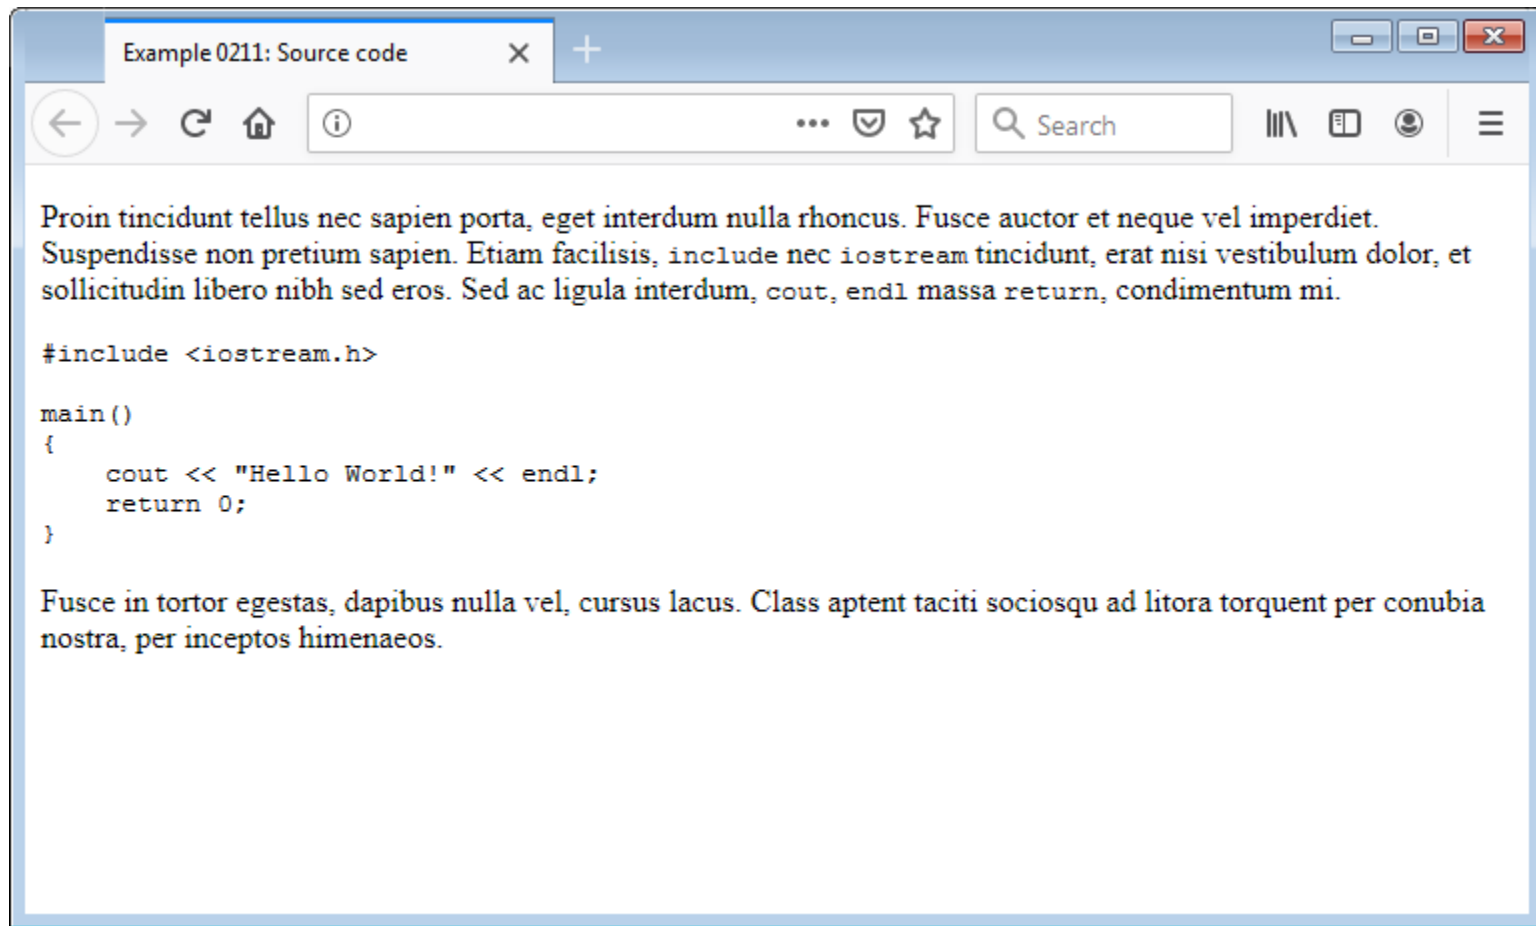 Example 0211: Source code
Search
Proin tincidunt tellus nec sapien porta, eget interdum nulla rhoncus. Fusce auctor et neque vel imperdiet.
Suspendisse non pretium sapien. Etiam facilisis, include nec iostream tincidunt, erat nisi vestibulum dolor, et
sollicitudin libero nibh sed eros. Sed ac ligula interdum, cout, endl massa return, condimentum mi.
#include <iostream.h>
main()
{
    cout << "Hello World!" << endl;
    return 0;
}
Fusce in tortor egestas, dapibus nulla vel, cursus lacus. Class aptent taciti sociosqu ad litora torquent per conubia
nostra, per inceptos himenaeos.